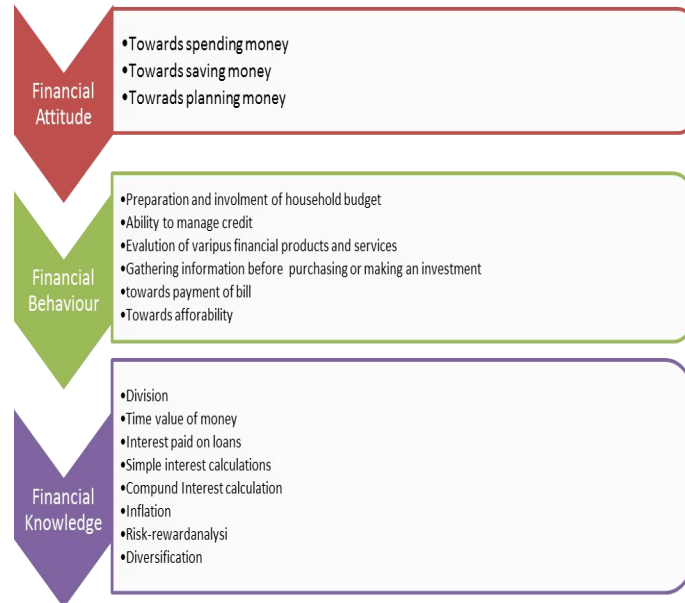 Financial
Attitude
•Towards spending money
•Towards saving money
•Towrads planning money
Financial
Behaviour
•Preparation and involment of household budget
•Ability to manage credit
•Evalution of varipus financial products and services
•Gathering information before purchasing or making an investment
•towards payment of bill
•Towards afforability
Financial
Knowledge
•Division
•Time value of money
•Interest paid on loans
•Simple interest calculations
•Compund Interest calculation
•Inflation
•Risk-rewardanalysi
•Diversification